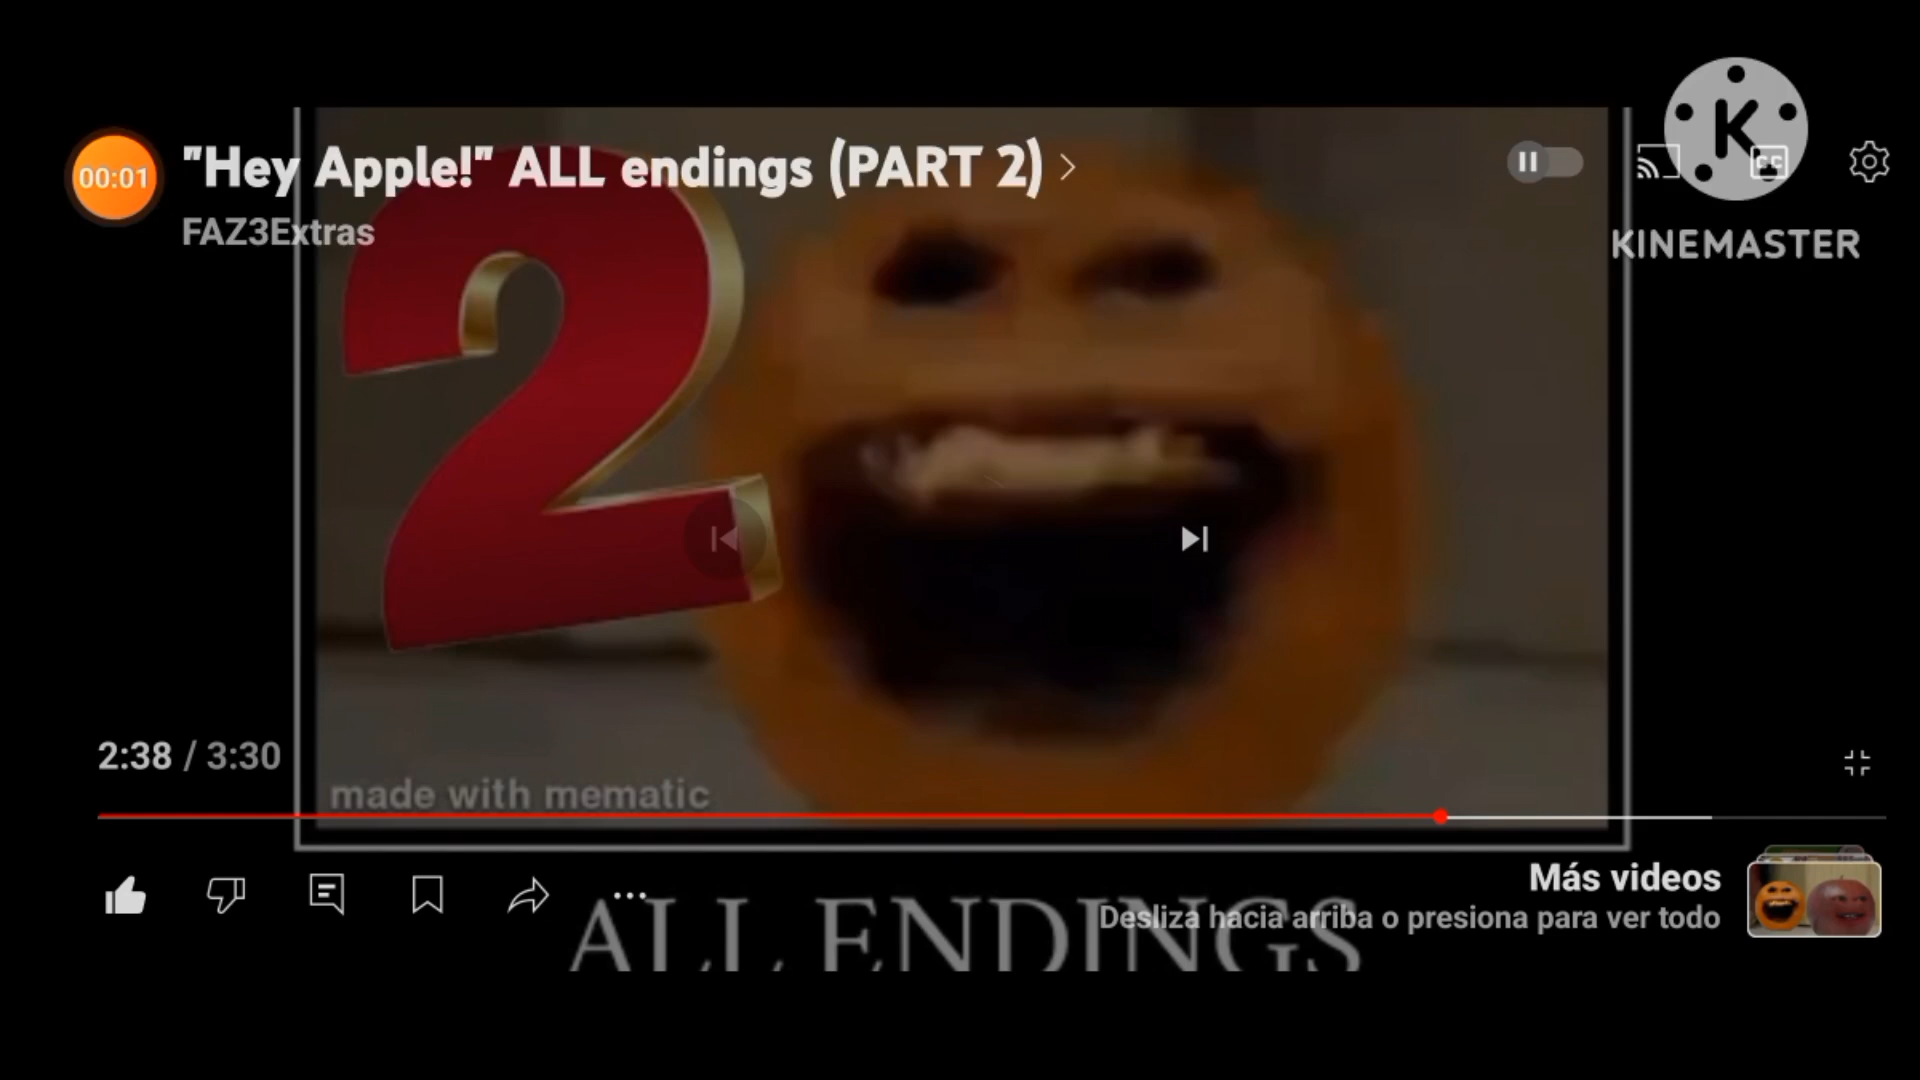 00:01
"Hey Apple!" ALL endings (PART 2)
FAZ3Extras
CC
K
KINEMASTER
2
2:38 / 3:30
made with mematic
Más videos
Desliza hacia arriba o presiona para ver todo
ALL ENDINGS